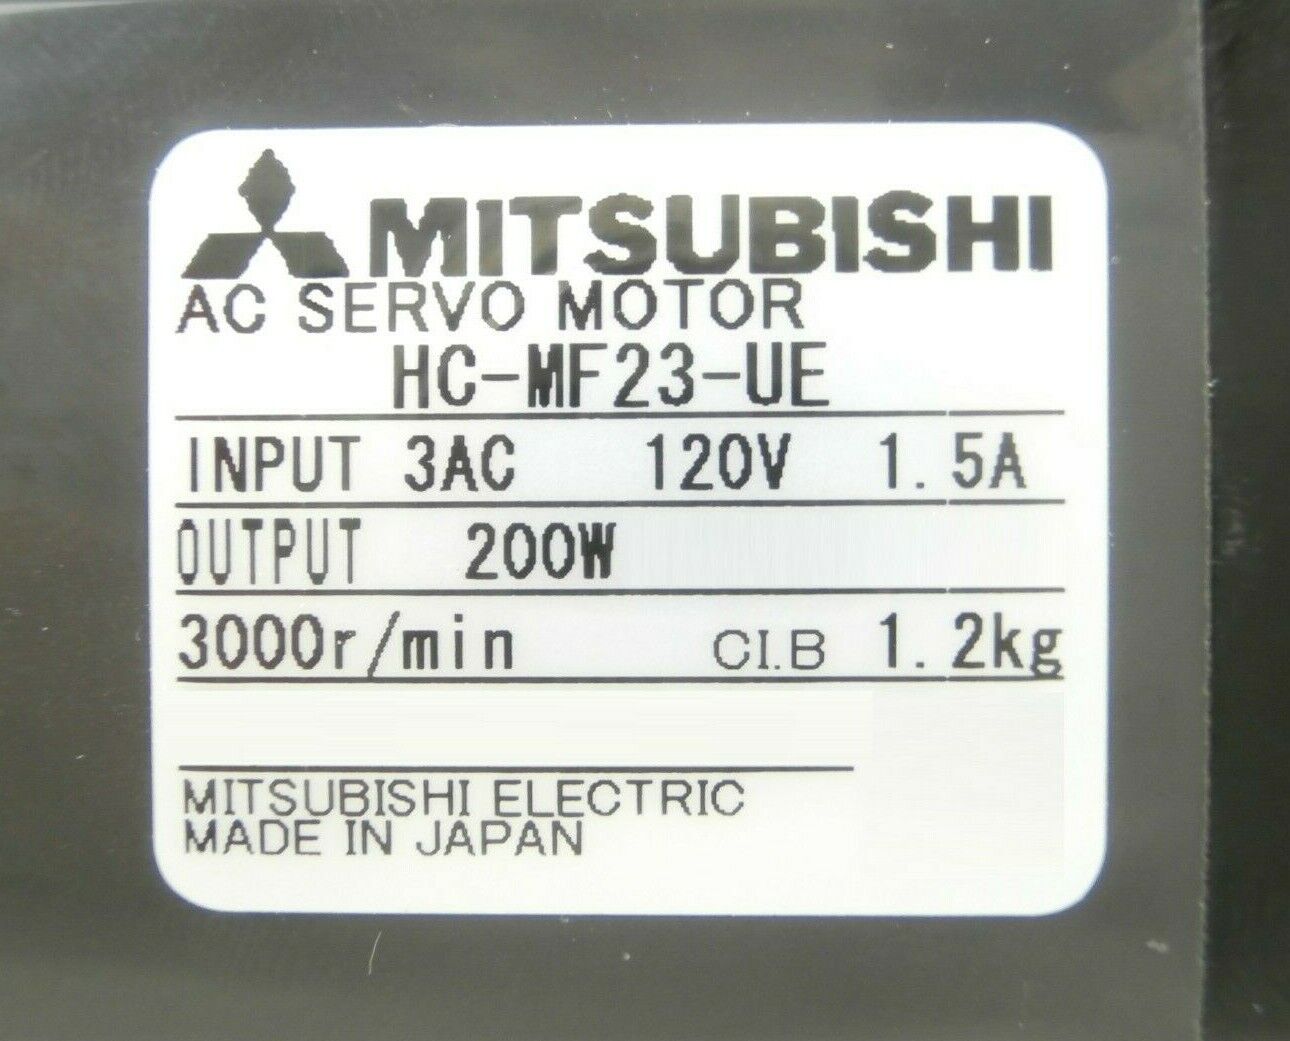 MITSUBISHI
AC SERVO MOTOR
HC-MF23-UE
INPUT 3AC 120V 1.5A
OUTPUT 200W
3000r/min CI.B 1.2kg
MITSUBISHI ELECTRIC
MADE IN JAPAN